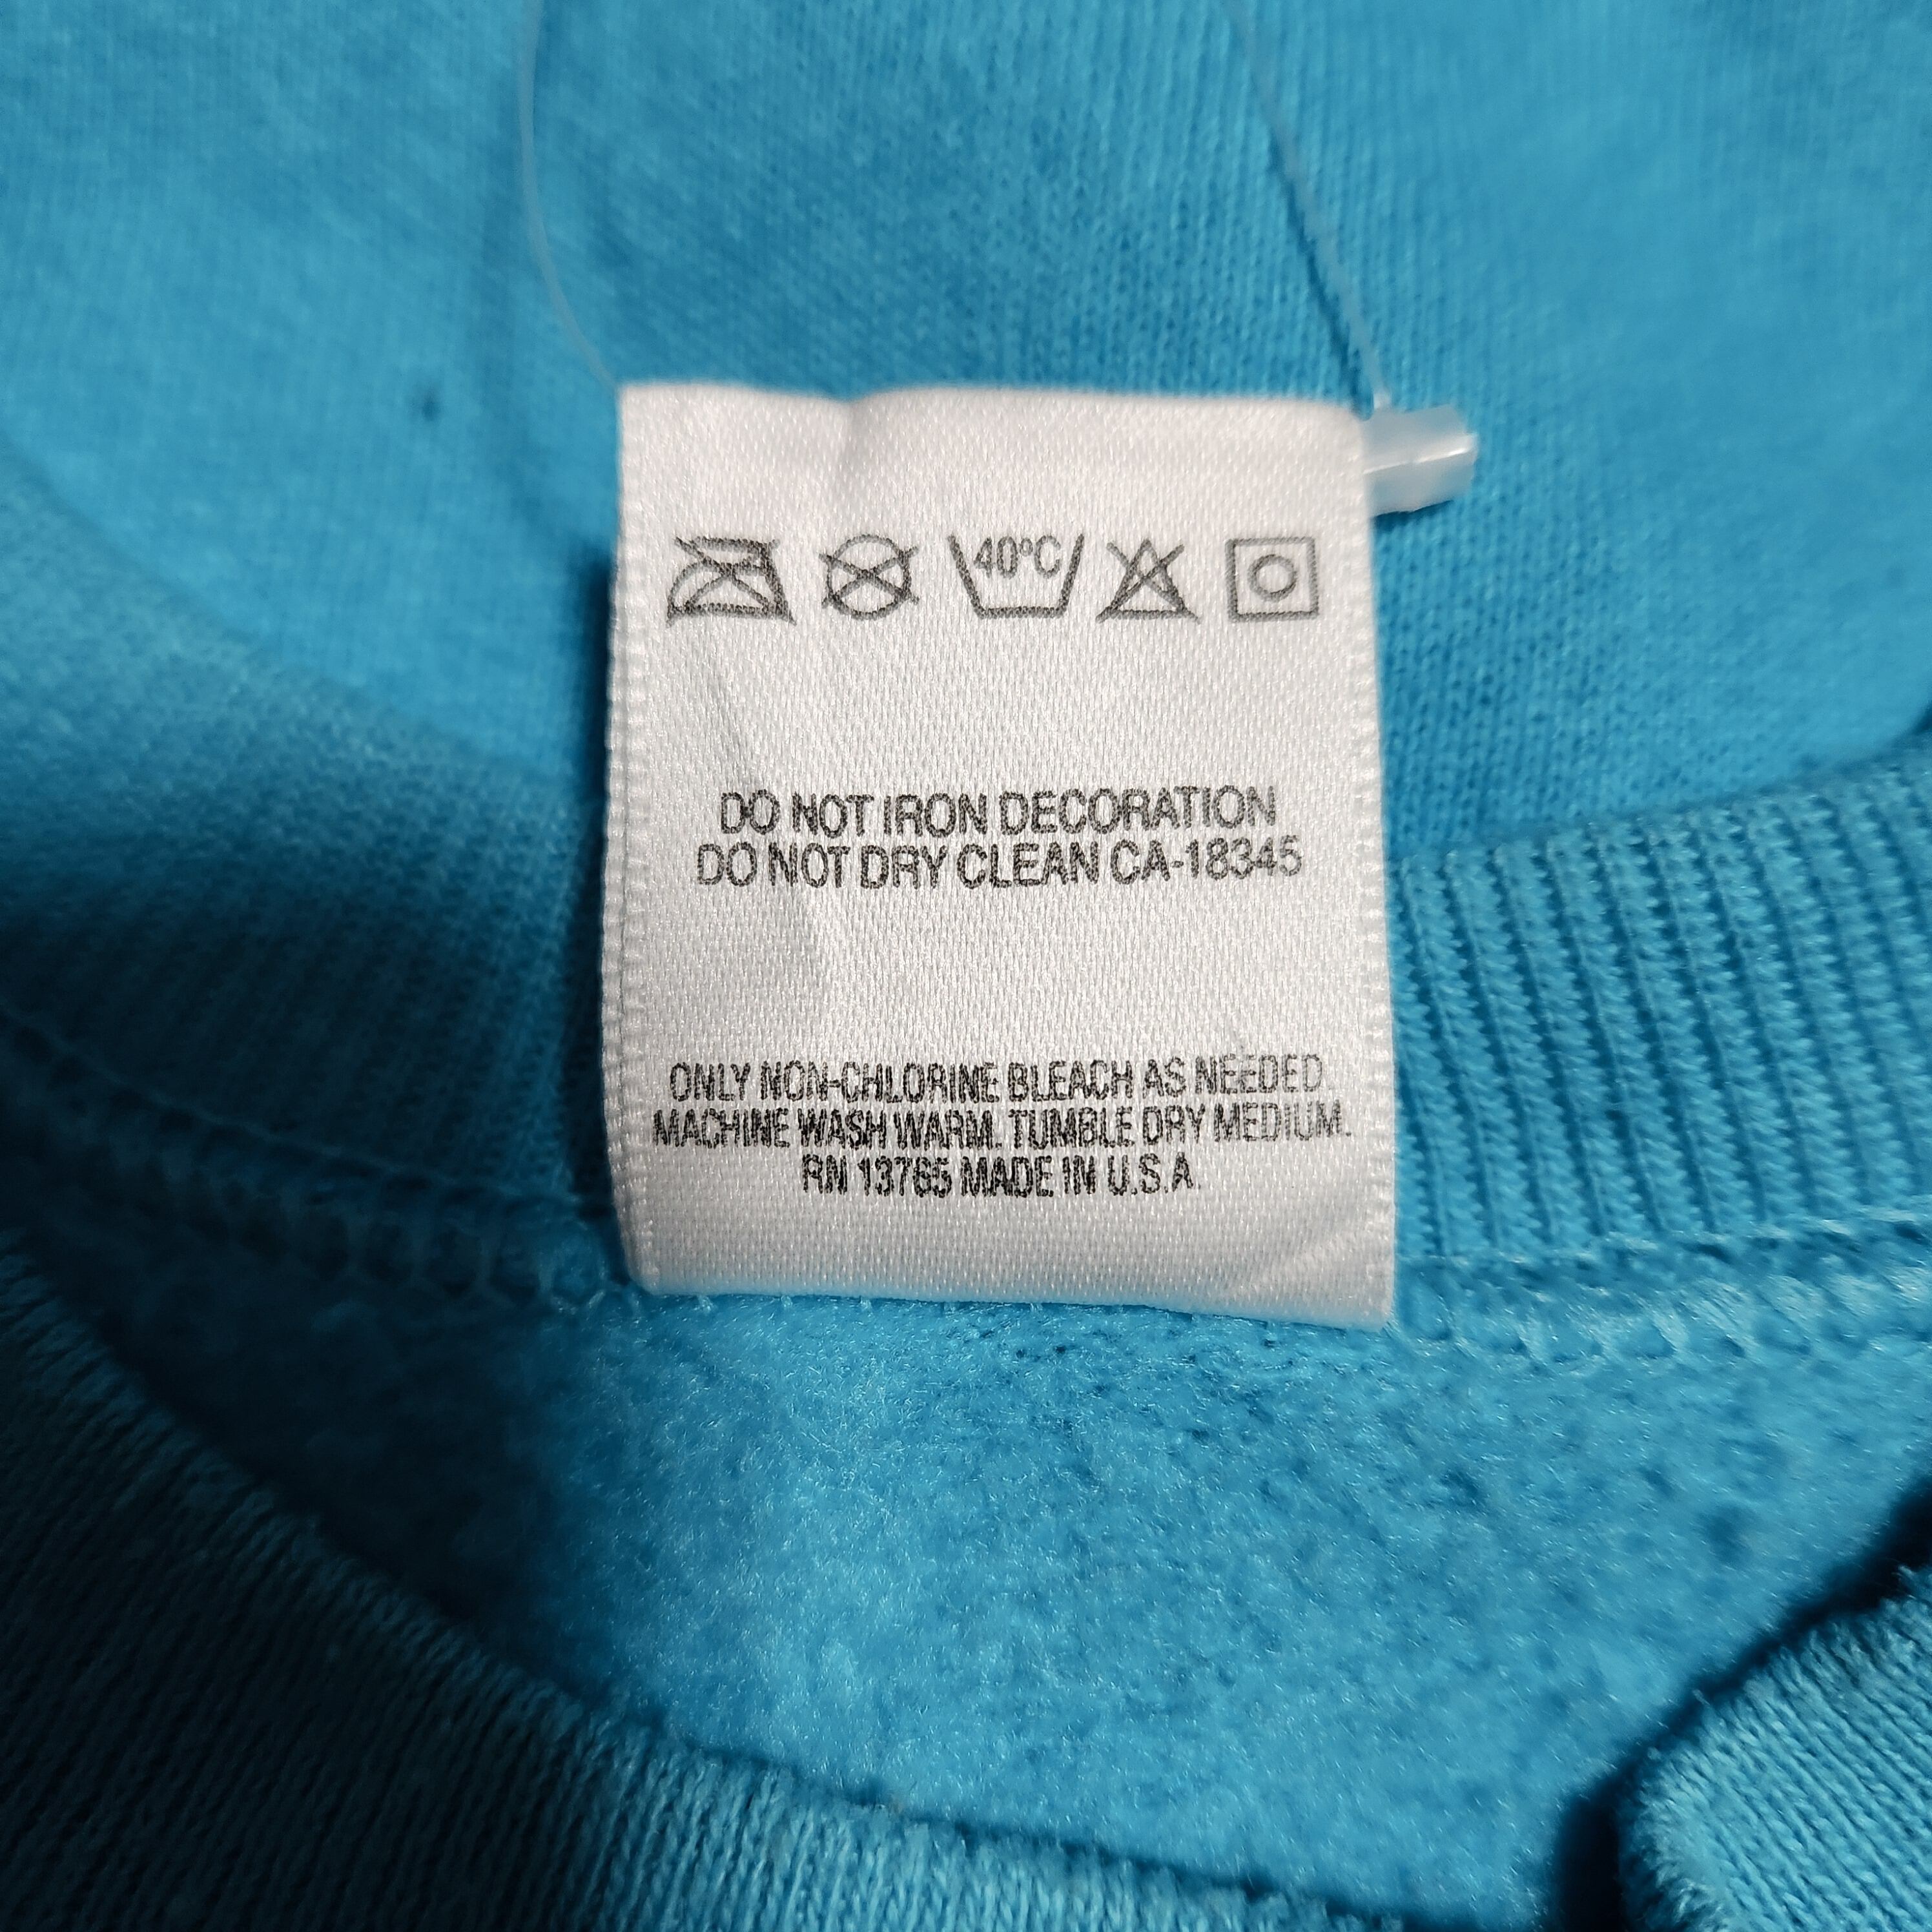 40ºC
DO NOT IRON DECORATION
DO NOT DRY CLEAN CA-18345
ONLY NON-CHLORINE BLEACH AS NEEDED.
MACHINE WASH WARM. TUMBLE DRY MEDIUM.
RN 13765 MADE IN U.S.A.